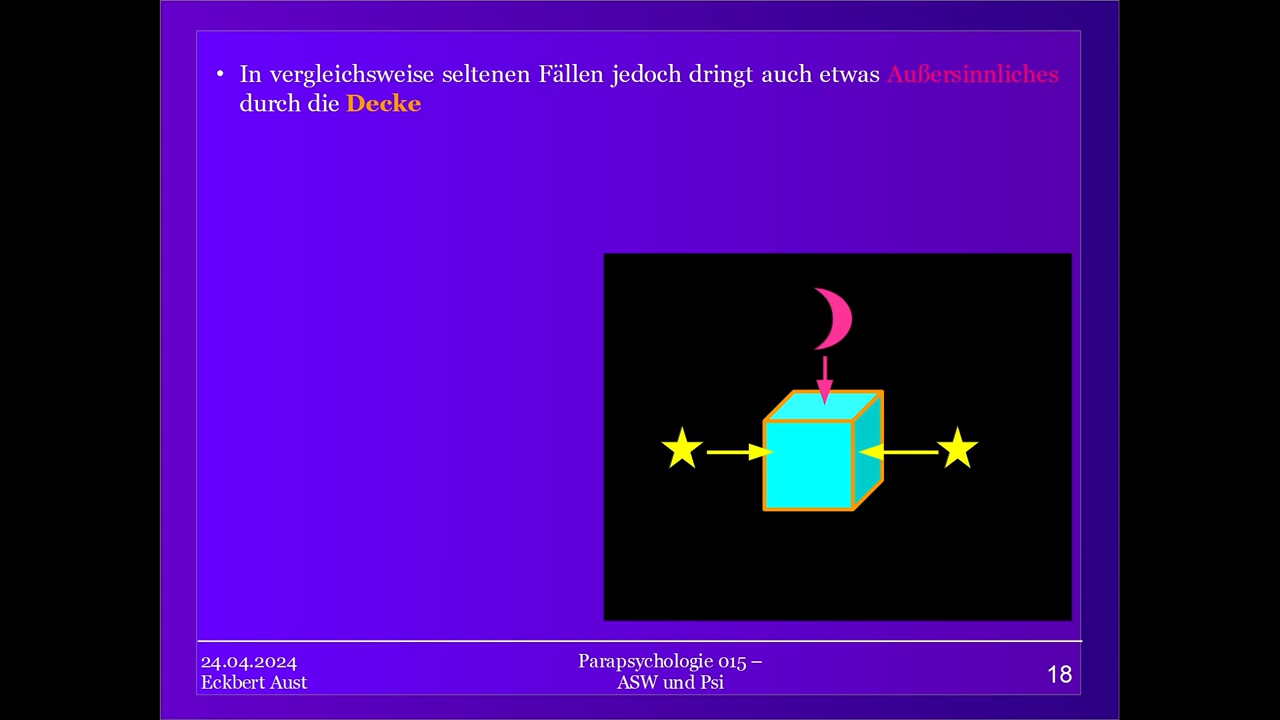 • In vergleichsweise seltenen Fällen jedoch dringt auch etwas Außersinnliches
durch die Decke
24.04.2024
Eckbert Aust
Parapsychologie 015 –
ASW und Psi
18